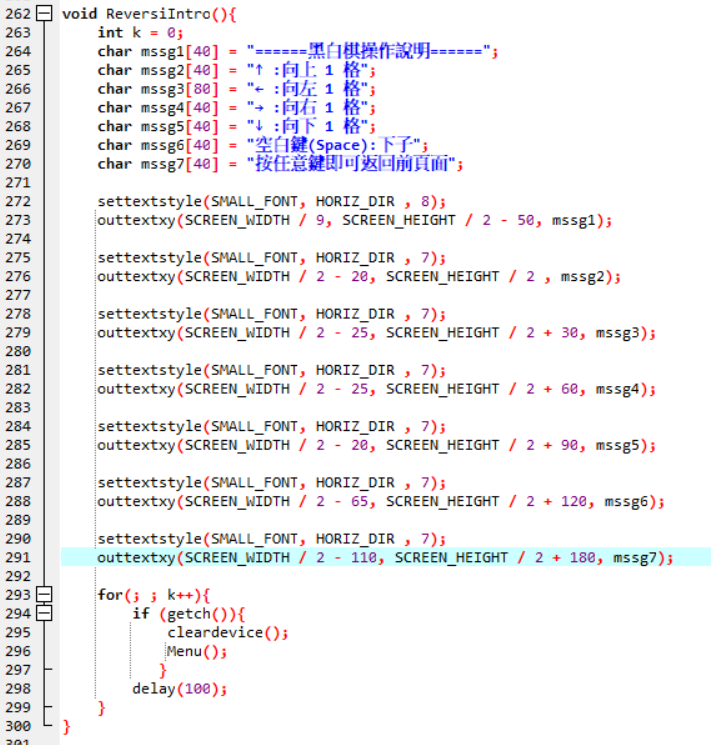 262 void ReversiIntro(){
263     int k = 0;
264     char mssg1[40] = "======黑白棋操作說明======";
265     char mssg2[40] = "↑ :向上 1 格";
266     char mssg3[80] = "← :向左 1 格";
267     char mssg4[40] = "→ :向右 1 格";
268     char mssg5[40] = "↓ :向下 1 格";
269     char mssg6[40] = "空白鍵(Space):下子";
270     char mssg7[40] = "按任意鍵即可返回前頁面";
271
272     settextstyle(SMALL_FONT, HORIZ_DIR , 8);
273     outtextxy(SCREEN_WIDTH / 9, SCREEN_HEIGHT / 2 - 50, mssg1);
274
275     settextstyle(SMALL_FONT, HORIZ_DIR , 7);
276     outtextxy(SCREEN_WIDTH / 2 - 20, SCREEN_HEIGHT / 2 , mssg2);
277
278     settextstyle(SMALL_FONT, HORIZ_DIR , 7);
279     outtextxy(SCREEN_WIDTH / 2 - 25, SCREEN_HEIGHT / 2 + 30, mssg3);
280
281     settextstyle(SMALL_FONT, HORIZ_DIR , 7);
282     outtextxy(SCREEN_WIDTH / 2 - 25, SCREEN_HEIGHT / 2 + 60, mssg4);
283
284     settextstyle(SMALL_FONT, HORIZ_DIR , 7);
285     outtextxy(SCREEN_WIDTH / 2 - 20, SCREEN_HEIGHT / 2 + 90, mssg5);
286
287     settextstyle(SMALL_FONT, HORIZ_DIR , 7);
288     outtextxy(SCREEN_WIDTH / 2 - 65, SCREEN_HEIGHT / 2 + 120, mssg6);
289
290     settextstyle(SMALL_FONT, HORIZ_DIR , 7);
291     outtextxy(SCREEN_WIDTH / 2 - 110, SCREEN_HEIGHT / 2 + 180, mssg7);
292
293     for(; ; k++){
294         if (getch()){
295             cleardevice();
296             Menu();
297             }
298         delay(100);
299     }
300 }
301